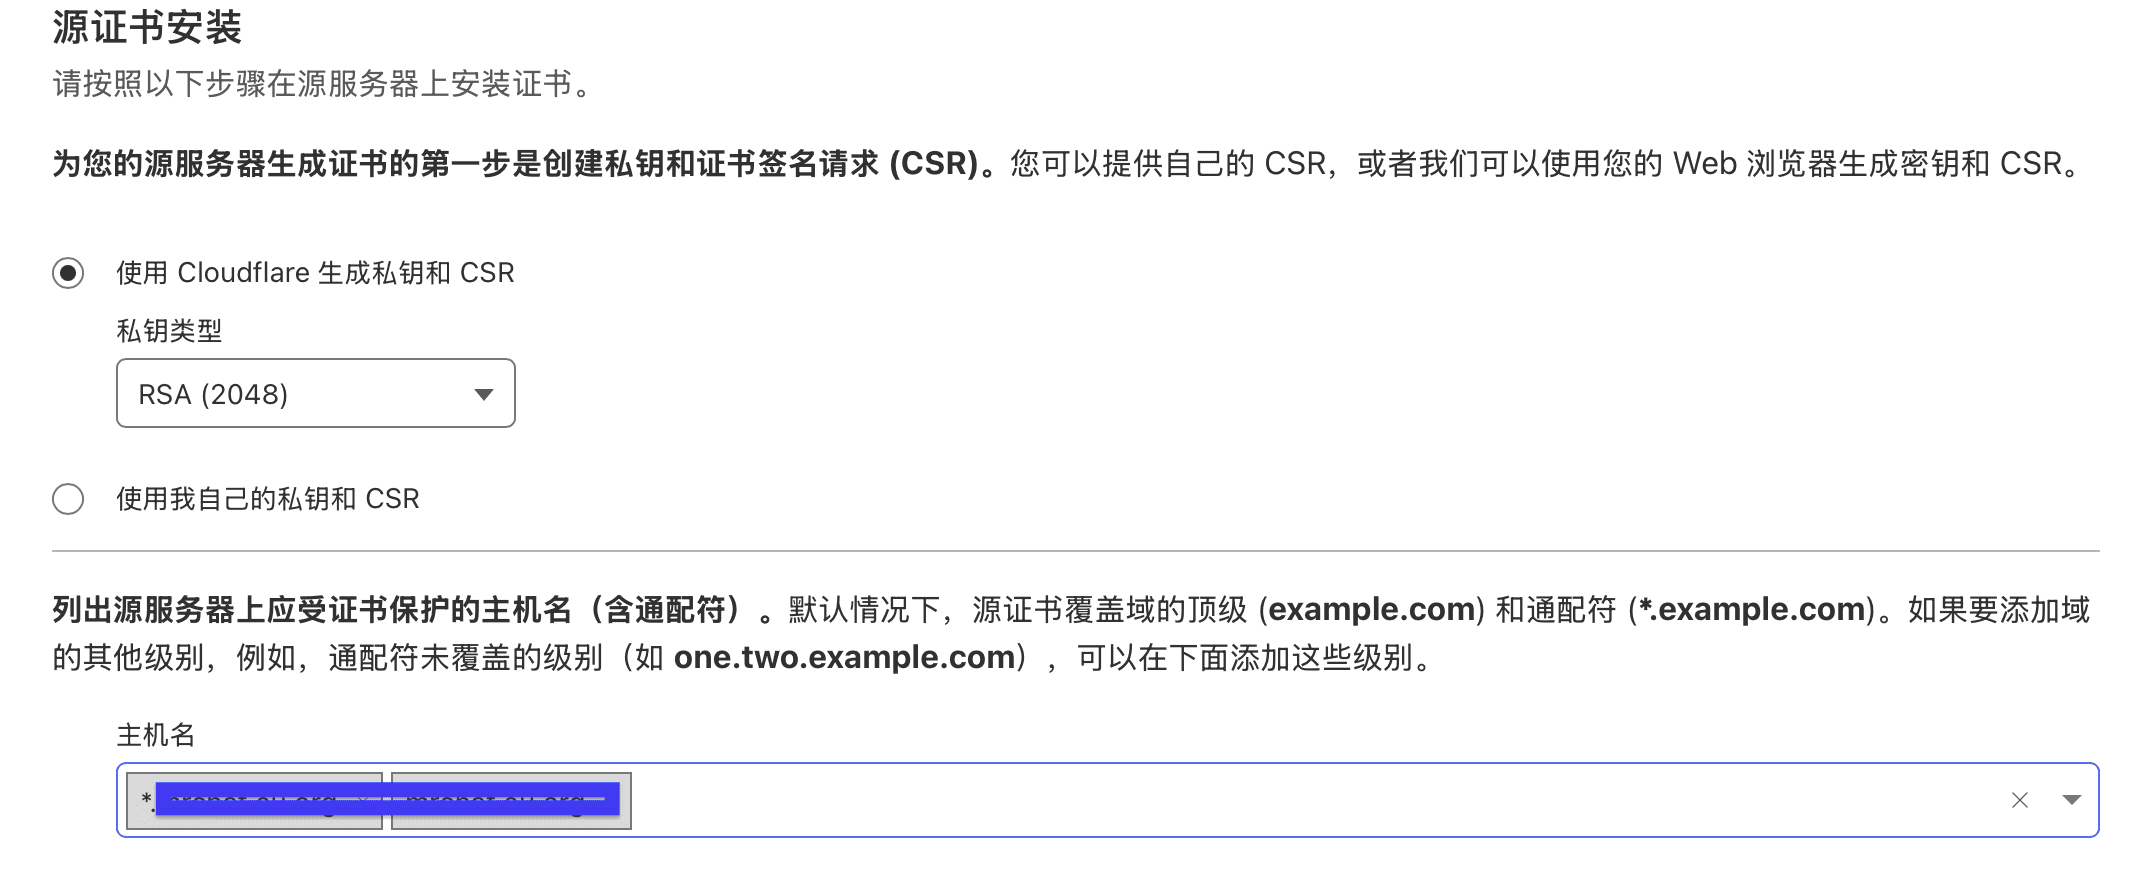 源证书安装
请按照以下步骤在源服务器上安装证书。
为您的源服务器生成证书的第一步是创建私钥和证书签名请求 (CSR)。您可以提供自己的 CSR，或者我们可以使用您的 Web 浏览器生成密钥和 CSR。
使用 Cloudflare 生成私钥和 CSR
私钥类型
RSA (2048)
使用我自己的私钥和 CSR
列出源服务器上应受证书保护的主机名（含通配符）。默认情况下，源证书覆盖域的顶级 (example.com) 和通配符 (*.example.com)。如果要添加域
的其他级别，例如，通配符未覆盖的级别（如 one.two.example.com），可以在下面添加这些级别。
主机名
*.